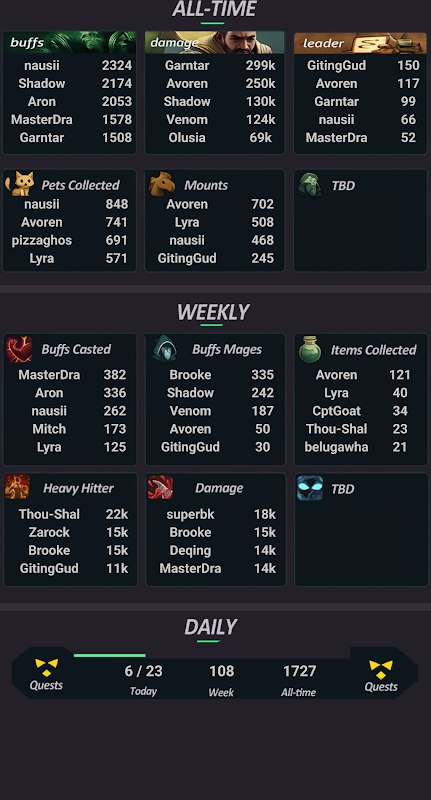 ALL-TIME
buffs
nausii 2324
Shadow 2174
Aron 2053
MasterDra 1578
Garntar 1508
damage
Garntar 299k
Avoren 250k
Shadow 130k
Venom 124k
Olusia 69k
leader
GitingGud 150
Avoren 117
Garntar 99
nausii 66
MasterDra 52
Pets Collected
nausii 848
Avoren 741
pizzaghos 691
Lyra 571
Mounts
Avoren 702
Lyra 508
nausii 468
GitingGud 245
TBD
WEEKLY
Buffs Casted
MasterDra 382
Aron 336
nausii 262
Mitch 173
Lyra 125
Buffs Mages
Brooke 335
Shadow 242
Venom 187
Avoren 50
GitingGud 30
Items Collected
Avoren 121
Lyra 40
CptGoat 34
Thou-Shal 23
belugawha 21
Heavy Hitter
Thou-Shal 22k
Zarock 15k
Brooke 15k
GitingGud 11k
Damage
superbk 18k
Brooke 15k
Deqing 14k
MasterDra 14k
TBD
DAILY
Quests
6 / 23
Today
108
Week
1727
All-time
Quests